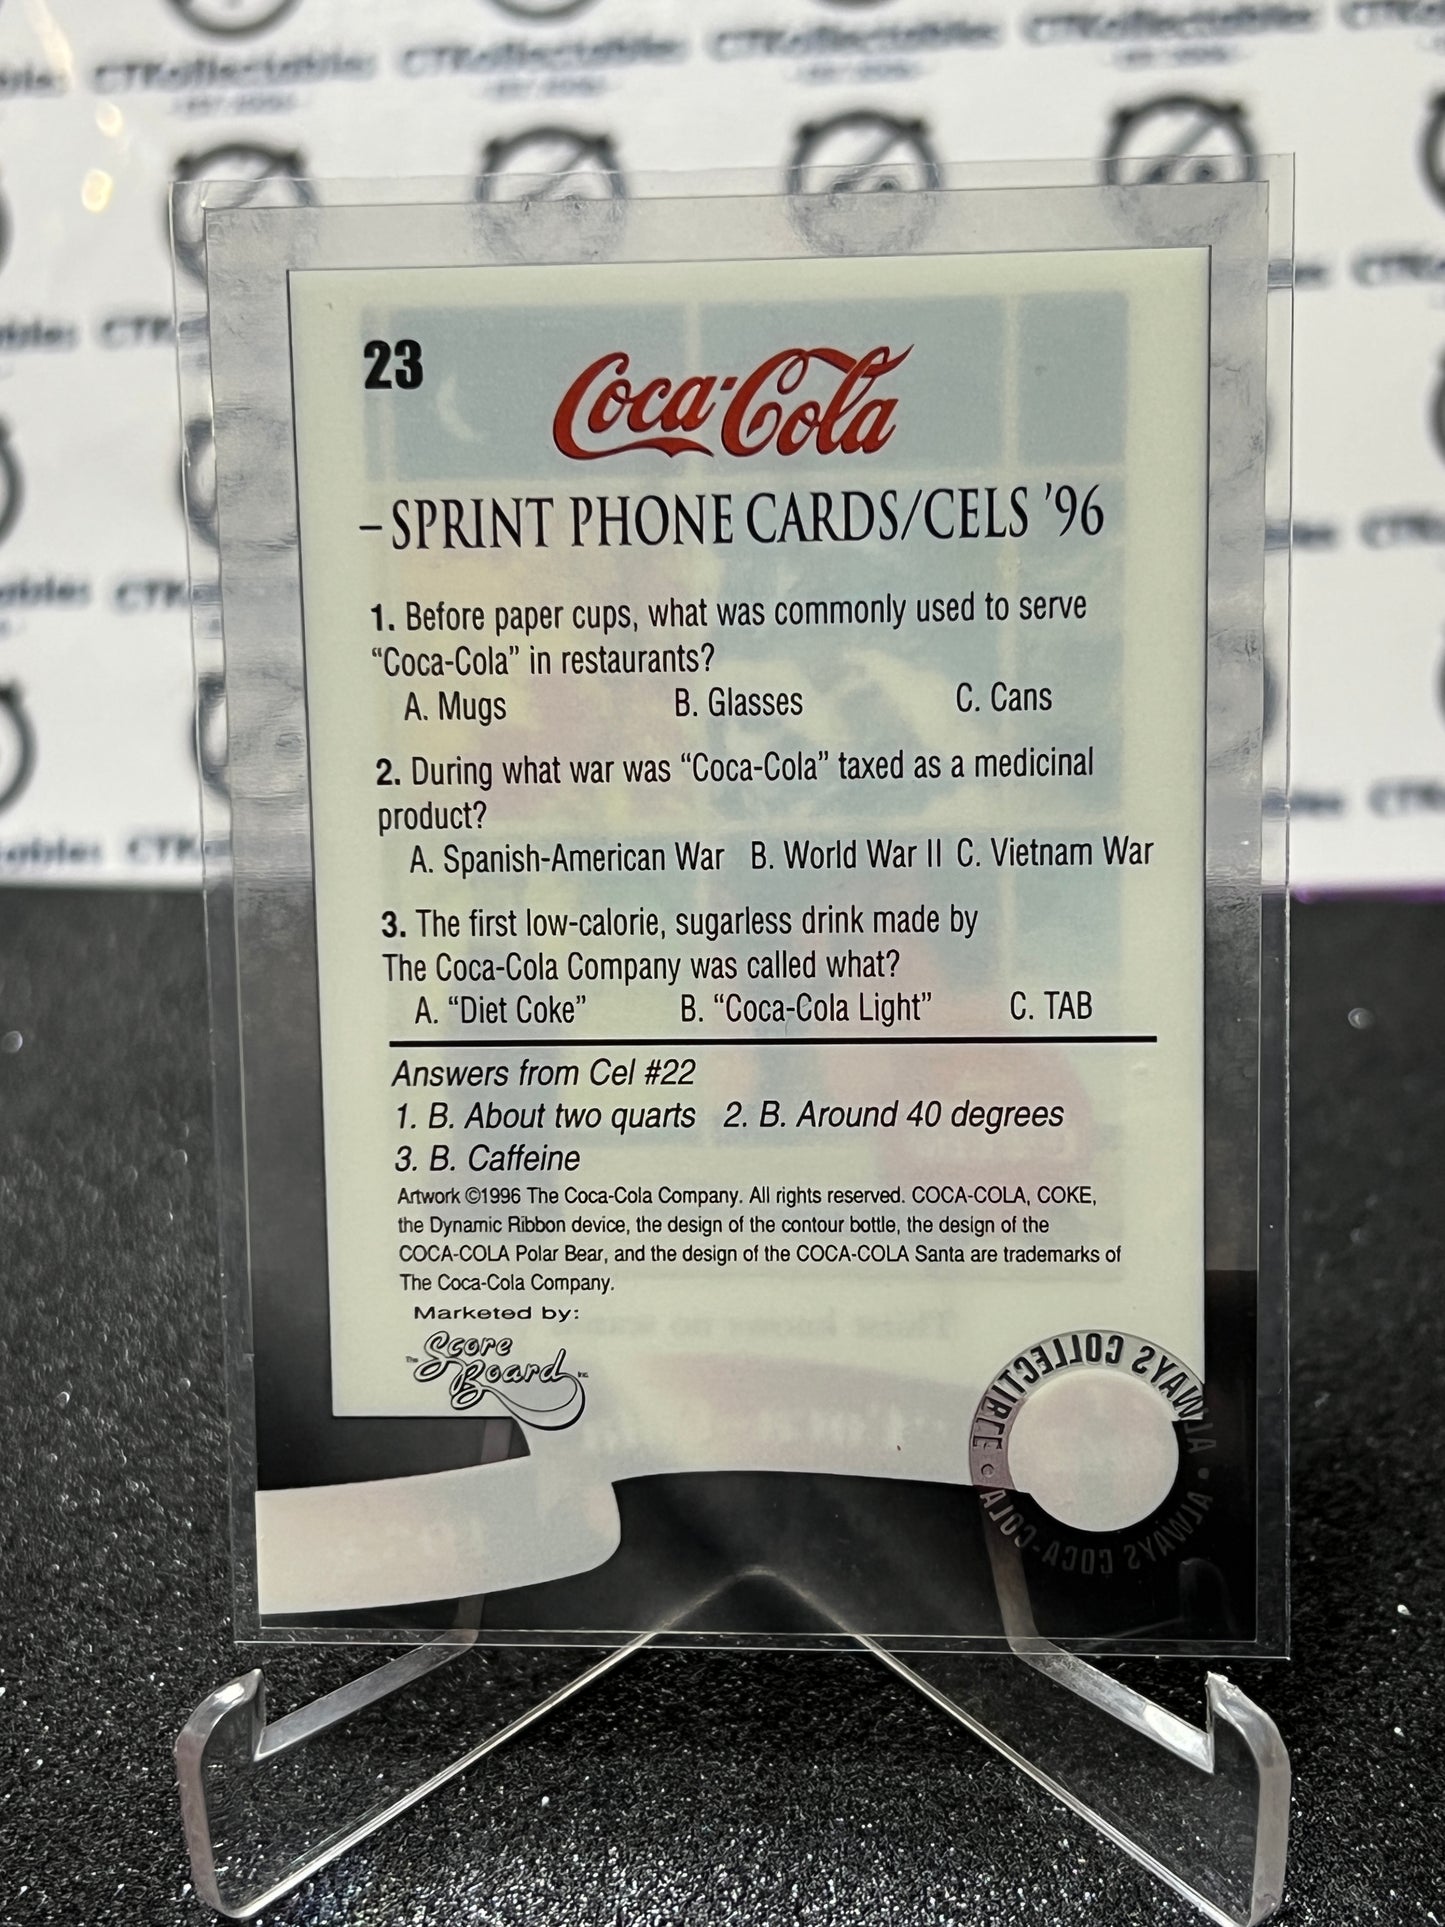 CTKollectables CTKollectables CTKollectables CTKollectables
23
Coca-Cola
–SPRINT PHONE CARDS/CELS ’96
1. Before paper cups, what was commonly used to serve
“Coca-Cola” in restaurants?
A. Mugs B. Glasses C. Cans
2. During what war was “Coca-Cola” taxed as a medicinal
product?
A. Spanish-American War B. World War II C. Vietnam War
3. The first low-calorie, sugarless drink made by
The Coca-Cola Company was called what?
A. “Diet Coke” B. “Coca-Cola Light” C. TAB
Answers from Cel #22
1. B. About two quarts 2. B. Around 40 degrees
3. B. Caffeine
Artwork ©1996 The Coca-Cola Company. All rights reserved. COCA-COLA, COKE,
the Dynamic Ribbon device, the design of the contour bottle, the design of the
COCA-COLA Polar Bear, and the design of the COCA-COLA Santa are trademarks of
The Coca-Cola Company.
Marketed by:
The Score
Board Inc.
ALWAYS COLLECTIBLE • ALWAYS COCA-COLA •